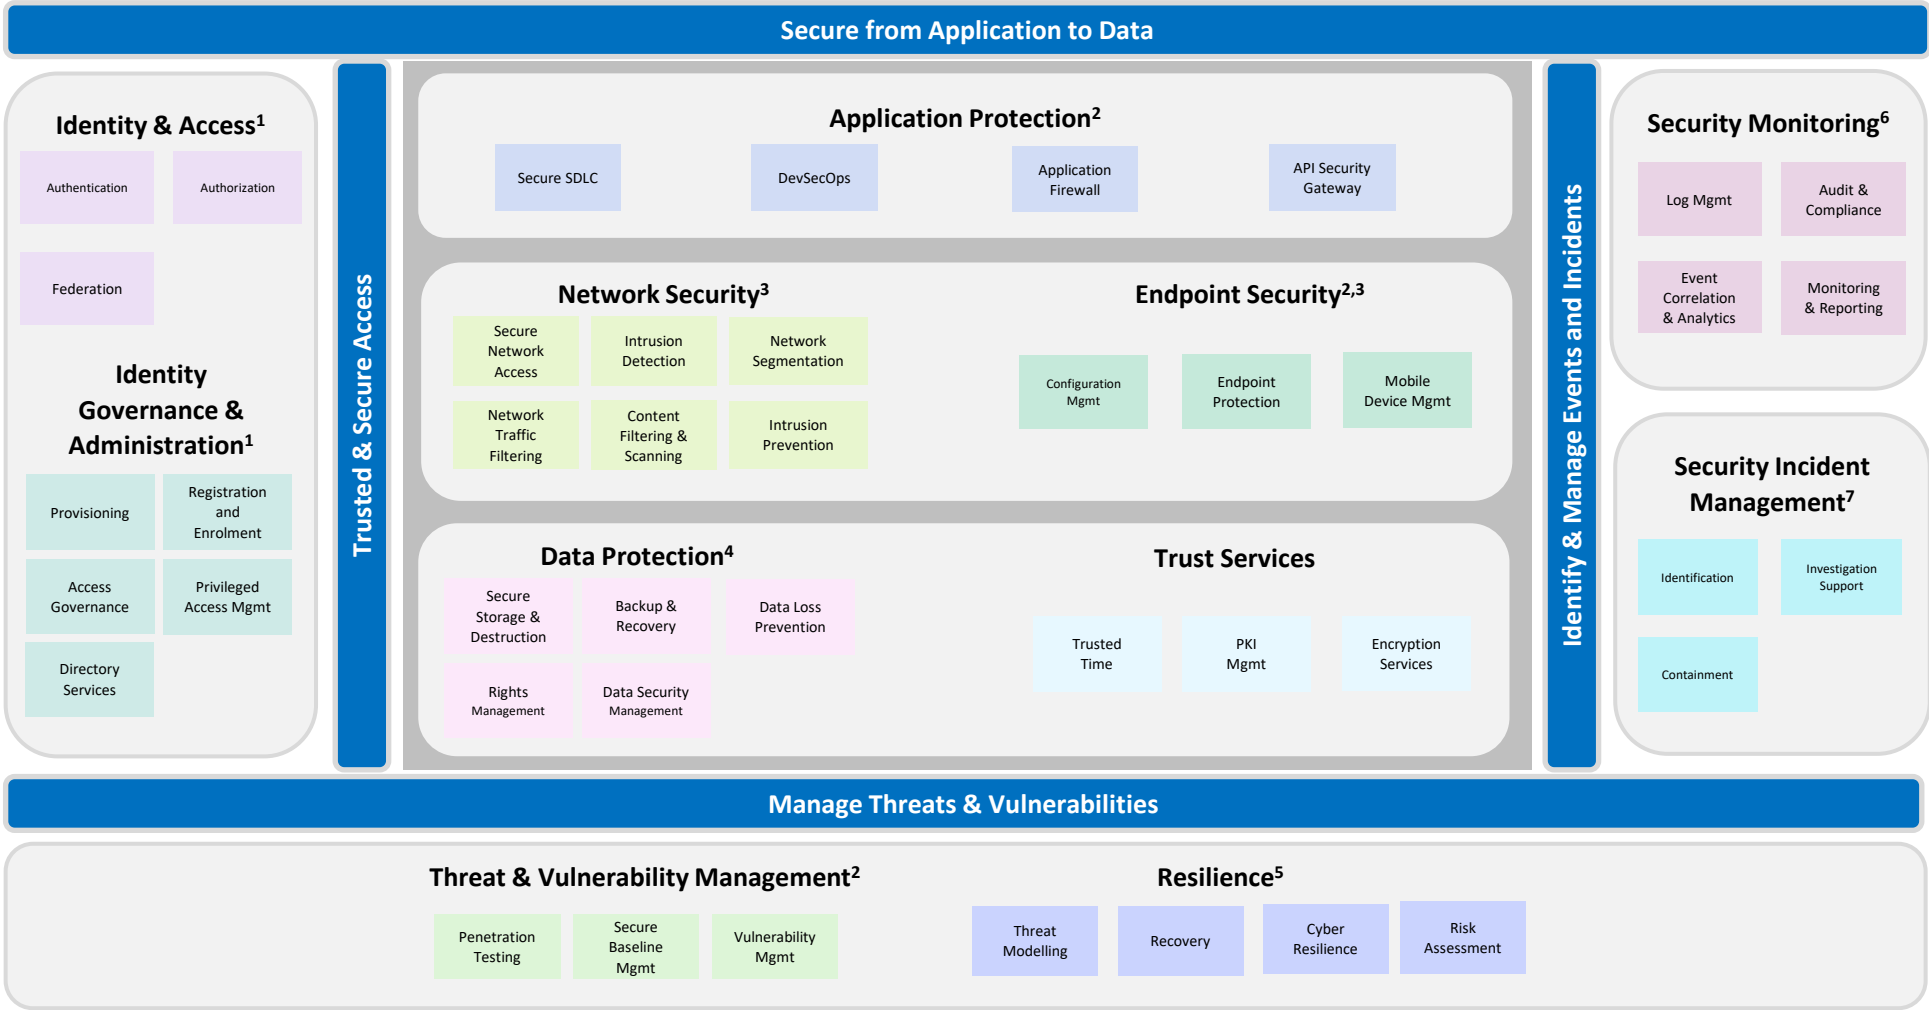 Secure from Application to Data
Identity & Access¹
Authentication
Authorization
Federation
Identity
Governance &
Administration¹
Provisioning
Registration
and
Enrolment
Access
Governance
Privileged
Access Mgmt
Directory
Services
Trusted & Secure Access
Application Protection²
Secure SDLC
DevSecOps
Application
Firewall
API Security
Gateway
Network Security³
Secure
Network
Access
Intrusion
Detection
Network
Segmentation
Network
Traffic
Filtering
Content
Filtering &
Scanning
Intrusion
Prevention
Endpoint Security²,³
Configuration
Mgmt
Endpoint
Protection
Mobile
Device Mgmt
Data Protection⁴
Secure
Storage &
Destruction
Backup &
Recovery
Data Loss
Prevention
Rights
Management
Data Security
Management
Trust Services
Trusted
Time
PKI
Mgmt
Encryption
Services
Identify & Manage Events and Incidents
Security Monitoring⁶
Log Mgmt
Audit &
Compliance
Event
Correlation
& Analytics
Monitoring
& Reporting
Security Incident
Management⁷
Identification
Investigation
Support
Containment
Manage Threats & Vulnerabilities
Threat & Vulnerability Management²
Penetration
Testing
Secure
Baseline
Mgmt
Vulnerability
Mgmt
Resilience⁵
Threat
Modelling
Recovery
Cyber
Resilience
Risk
Assessment